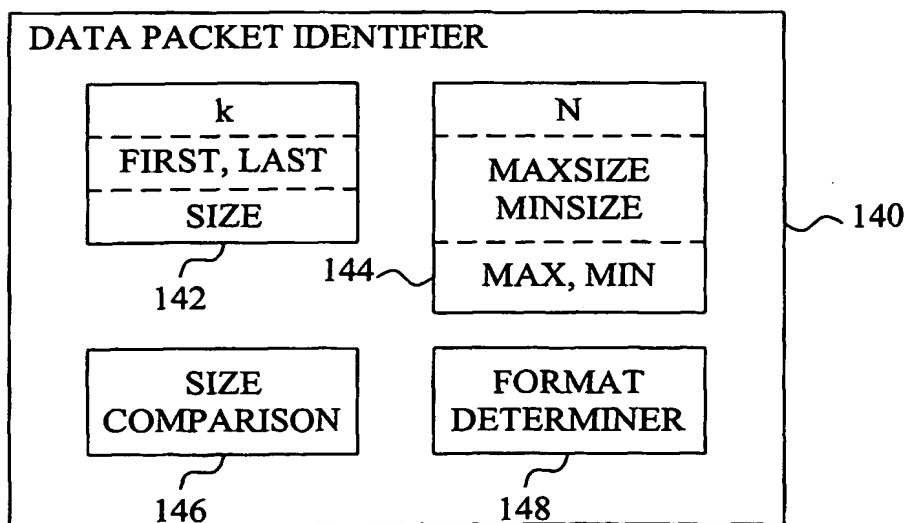 DATA PACKET IDENTIFIER
k
FIRST, LAST
SIZE
142
N
MAXSIZE
MINSIZE
MAX, MIN
144
140
SIZE
COMPARISON
146
FORMAT
DETERMINER
148